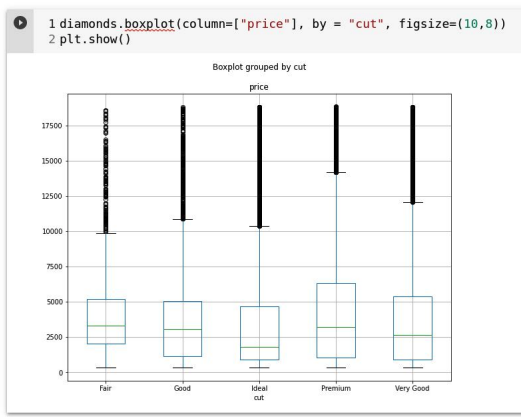 1 diamonds.boxplot(column=["price"], by = "cut", figsize=(10,8))
2 plt.show()
Boxplot grouped by cut
price
17500
15000
12500
10000
7500
5000
2500
0
Fair Good Ideal Premium Very Good
cut